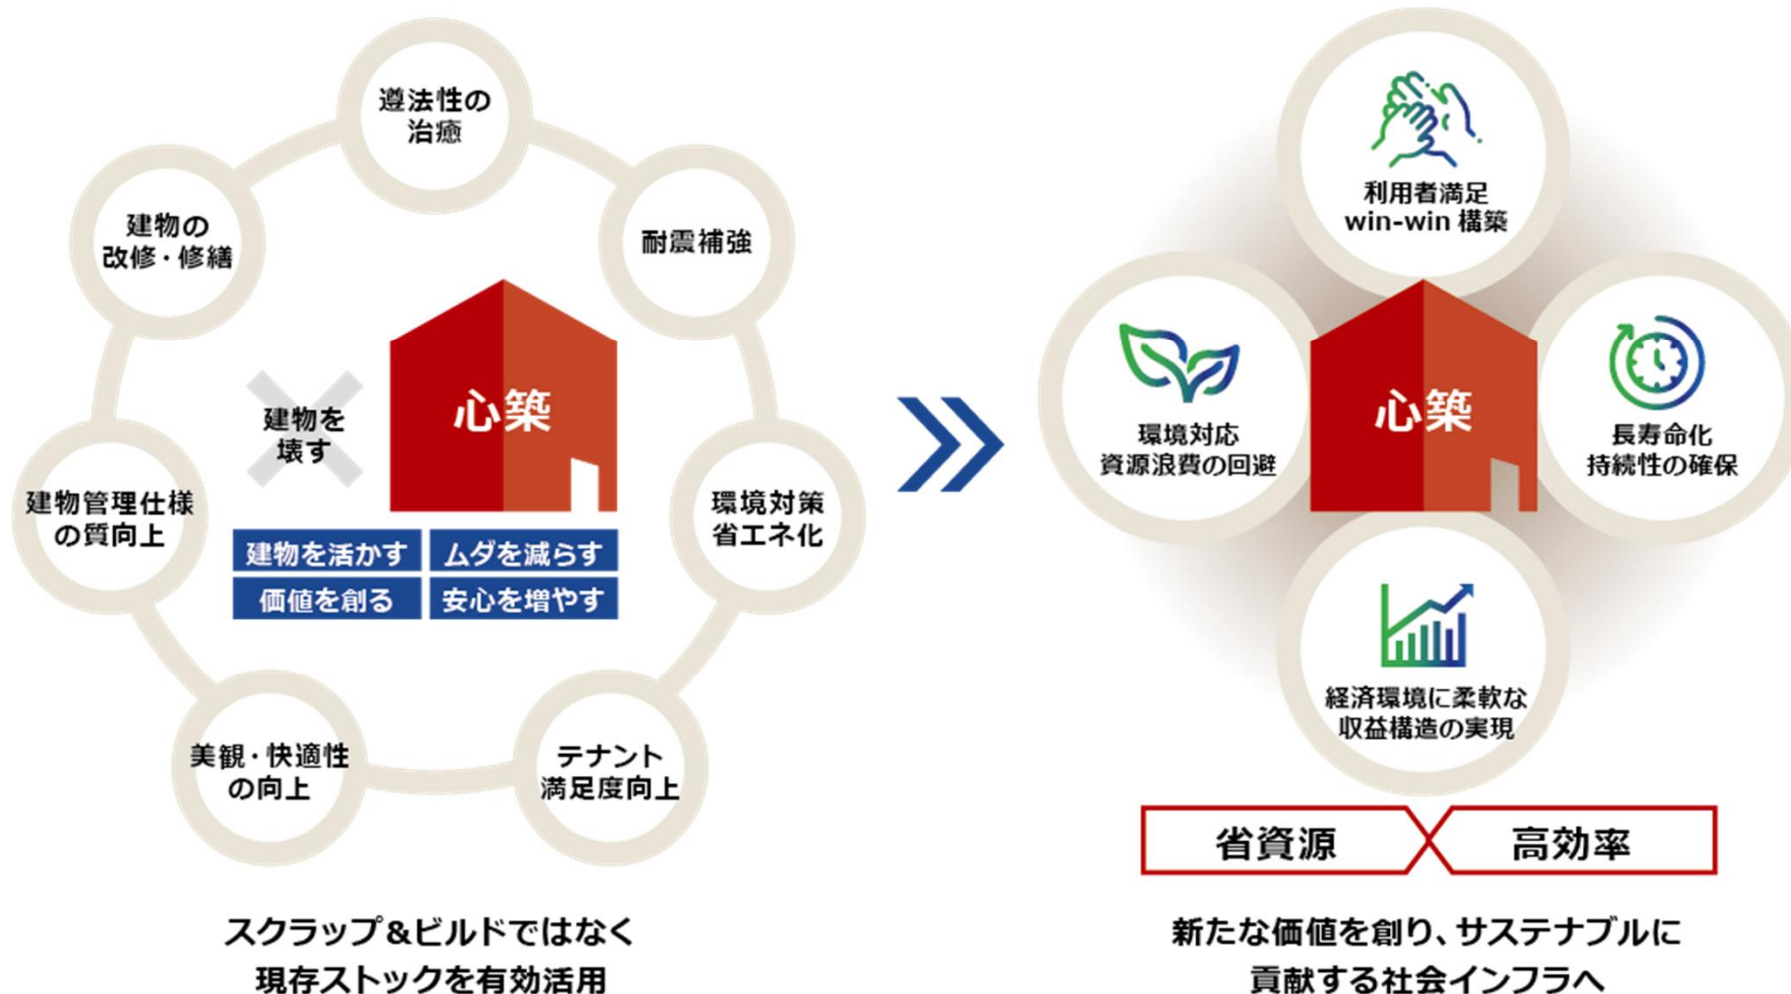 遵法性の
治癒
建物の
改修・修繕
耐震補強
建物を
壊す
心築
建物管理仕様
の質向上
環境対策
省エネ化
建物を活かす
ムダを減らす
価値を創る
安心を増やす
美観・快適性
の向上
テナント
満足度向上
スクラップ&ビルドではなく
現存ストックを有効活用
利用者満足
win-win 構築
環境対応
資源浪費の回避
心築
長寿命化
持続性の確保
経済環境に柔軟な
収益構造の実現
省資源
高効率
新たな価値を創り、サステナブルに
貢献する社会インフラへ